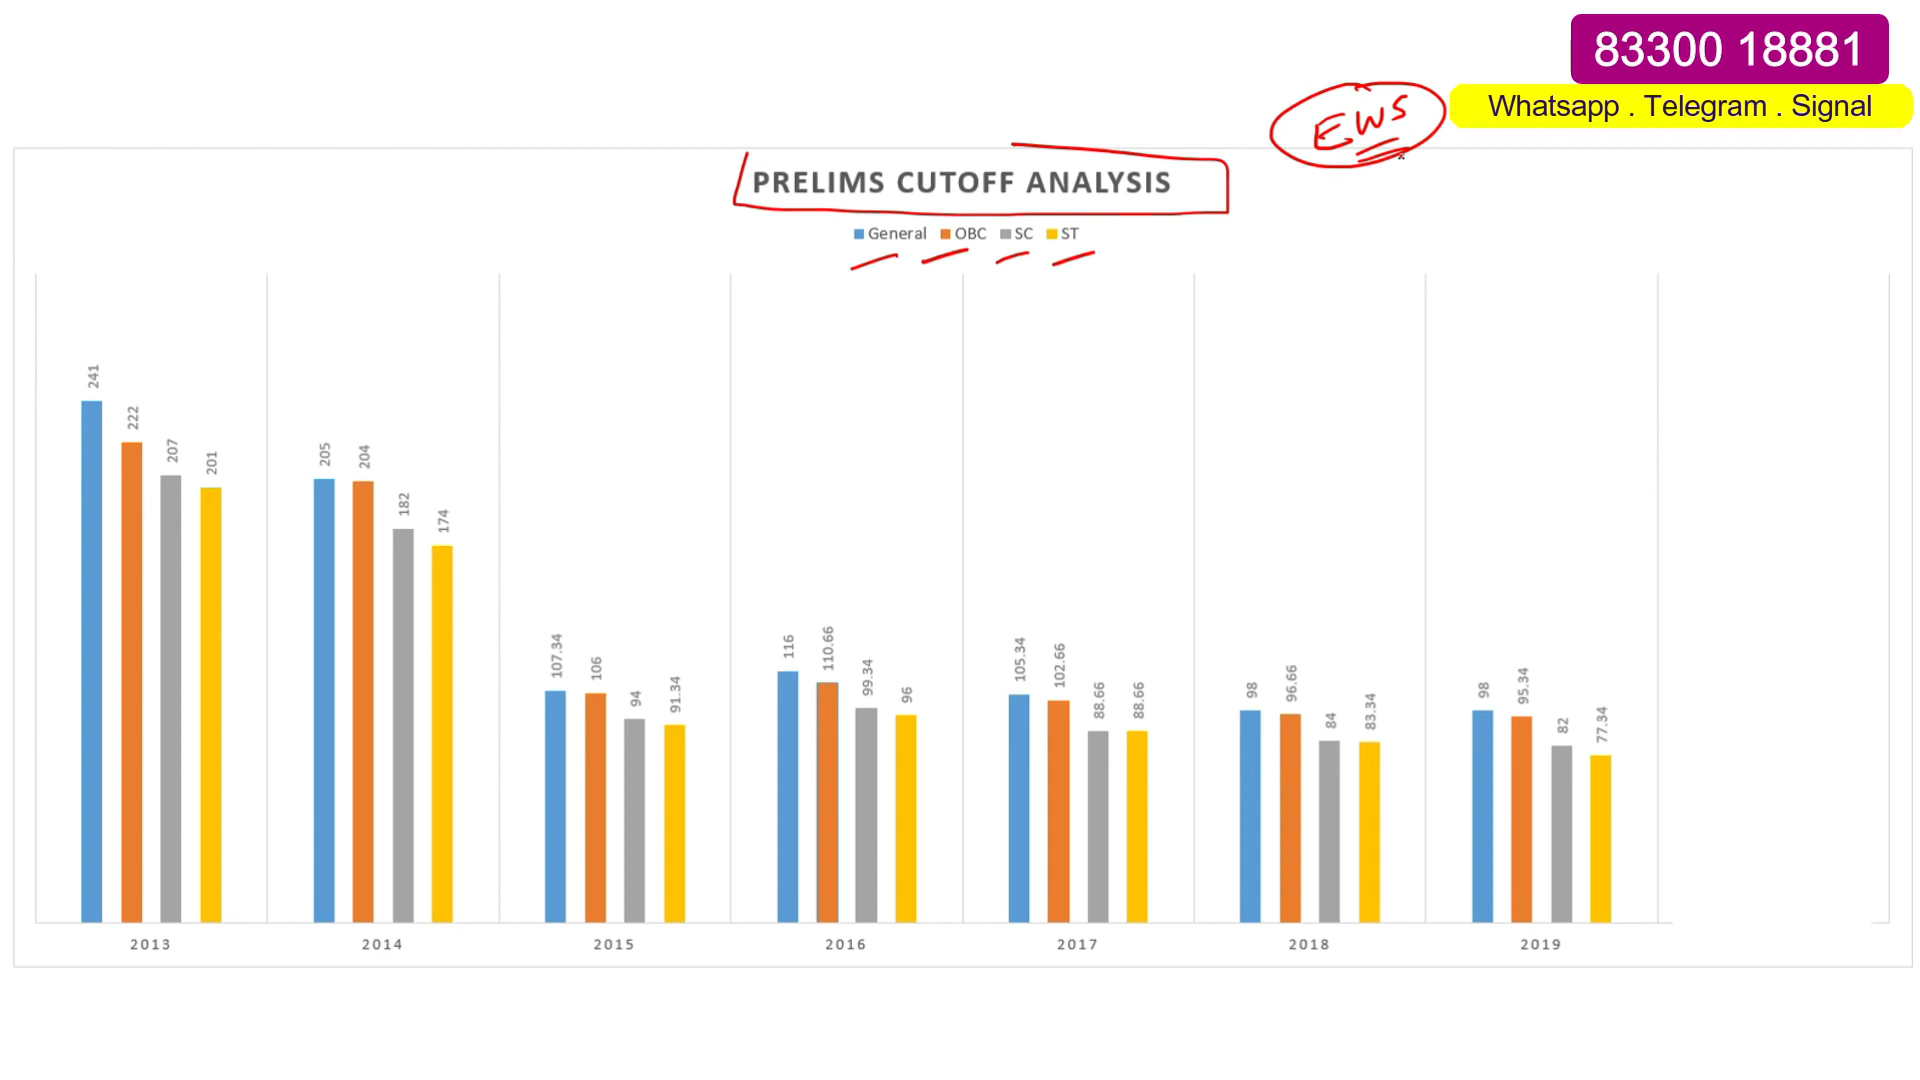 83300 18881
Whatsapp . Telegram . Signal
EWS
PRELIMS CUTOFF ANALYSIS
General OBC SC ST
241 222 207 201
205 204 182 174
107.34 106 94 91.34
116 110.66 99.34 96
105.34 102.66 88.66 88.66
98 96.66 84 83.34
98 95.34 82 77.34
2013 2014 2015 2016 2017 2018 2019